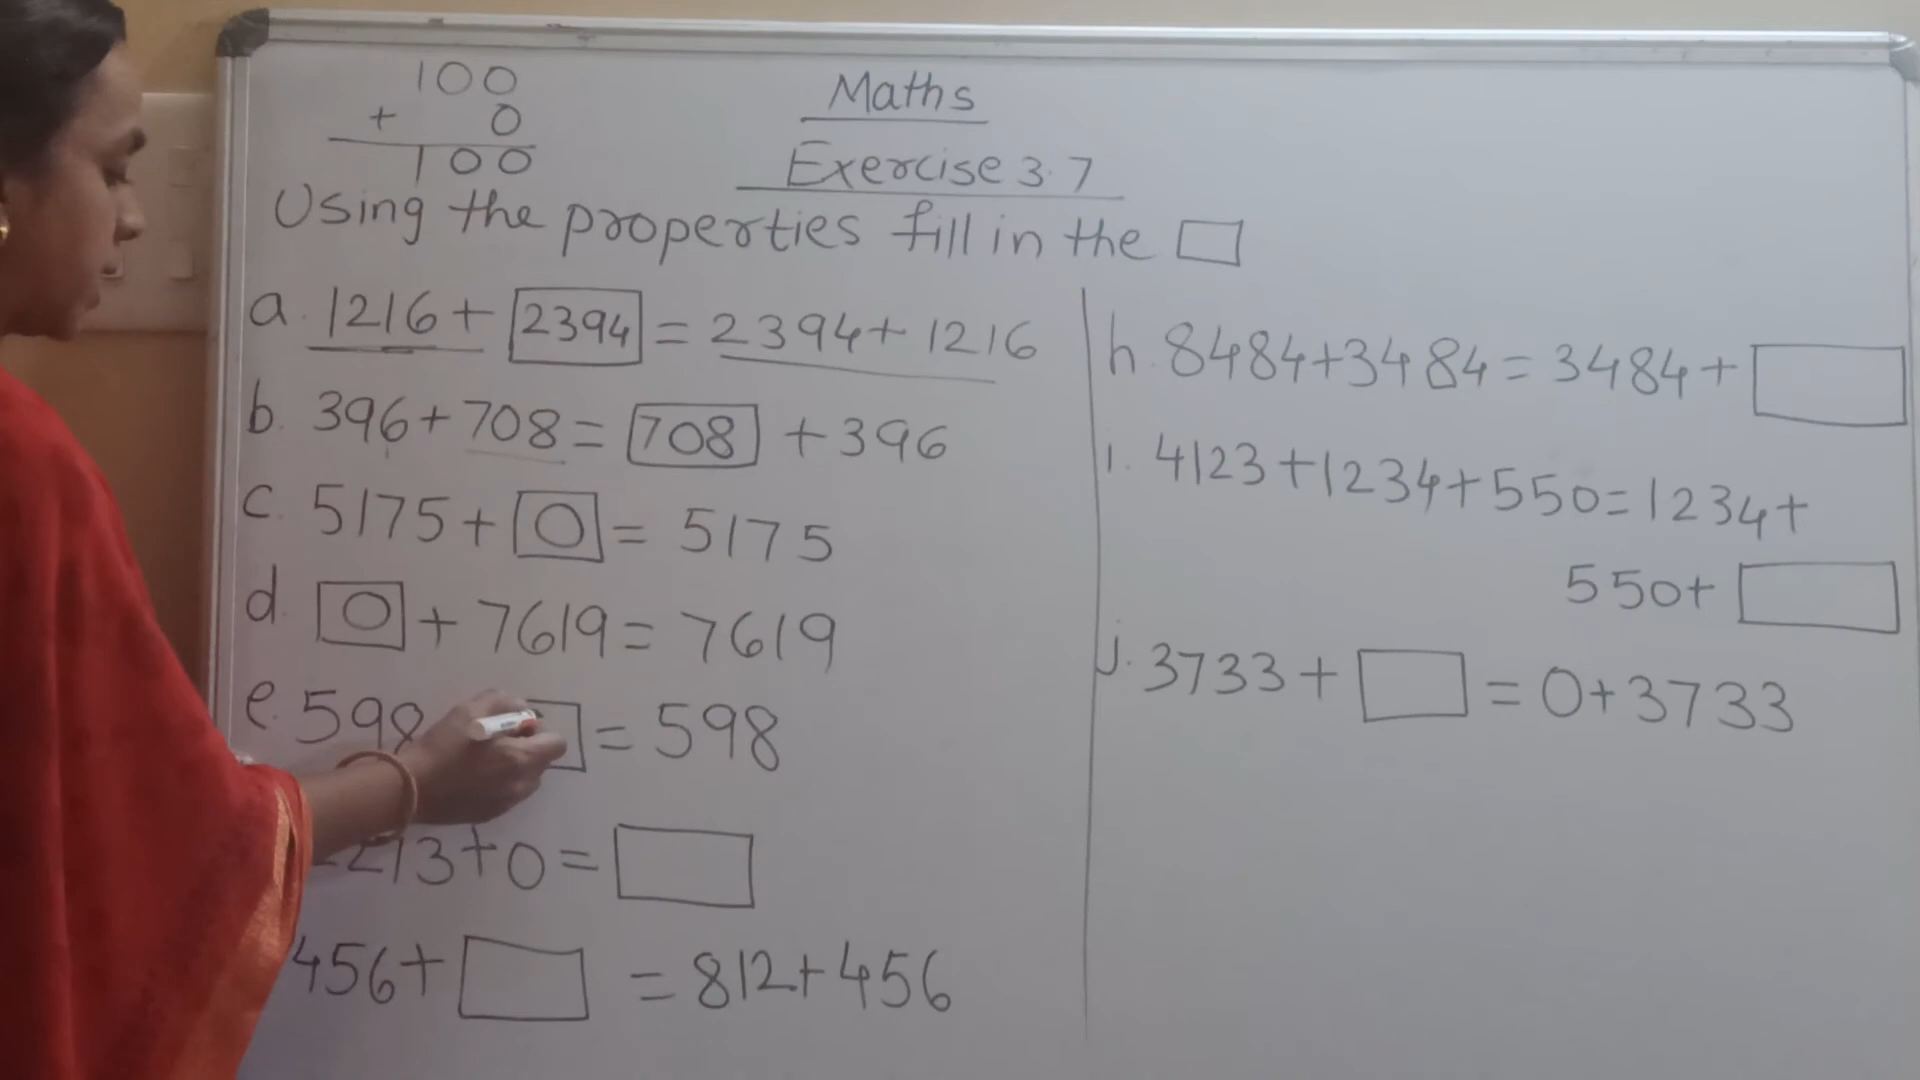 100
+ 0
100
Maths
Exercise 3.7
Using the properties fill in the □
a. 1216 + 2394 = 2394 + 1216
b. 396 + 708 = 708 + 396
c. 5175 + 0 = 5175
d. 0 + 7619 = 7619
e. 598 □ = 598
2213 + 0 = □
456 + □ = 812 + 456
h. 8484 + 3484 = 3484 + □
i. 4123 + 1234 + 550 = 1234 +
550 + □
j. 3733 + □ = 0 + 3733